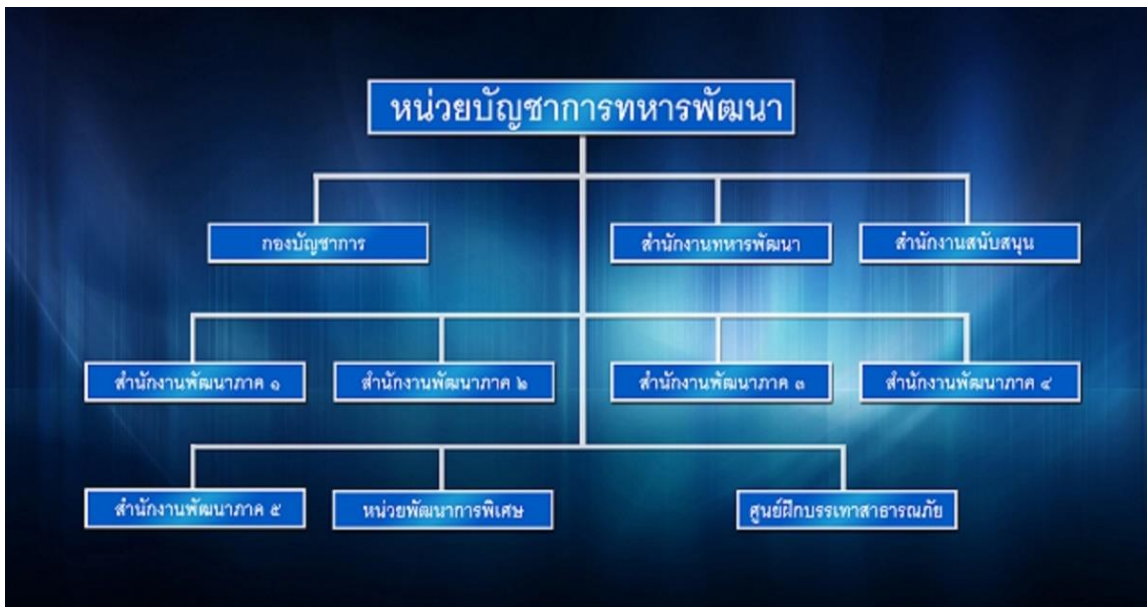 หน่วยบัญชาการทหารพัฒนา
กองบัญชาการ
สำนักงานทหารพัฒนา
สำนักงานสนับสนุน
สำนักงานพัฒนาภาค ๑
สำนักงานพัฒนาภาค ๒
สำนักงานพัฒนาภาค ๓
สำนักงานพัฒนาภาค ๔
สำนักงานพัฒนาภาค ๕
หน่วยพัฒนาการพิเศษ
ศูนย์ฝึกบรรเทาสาธารณภัย